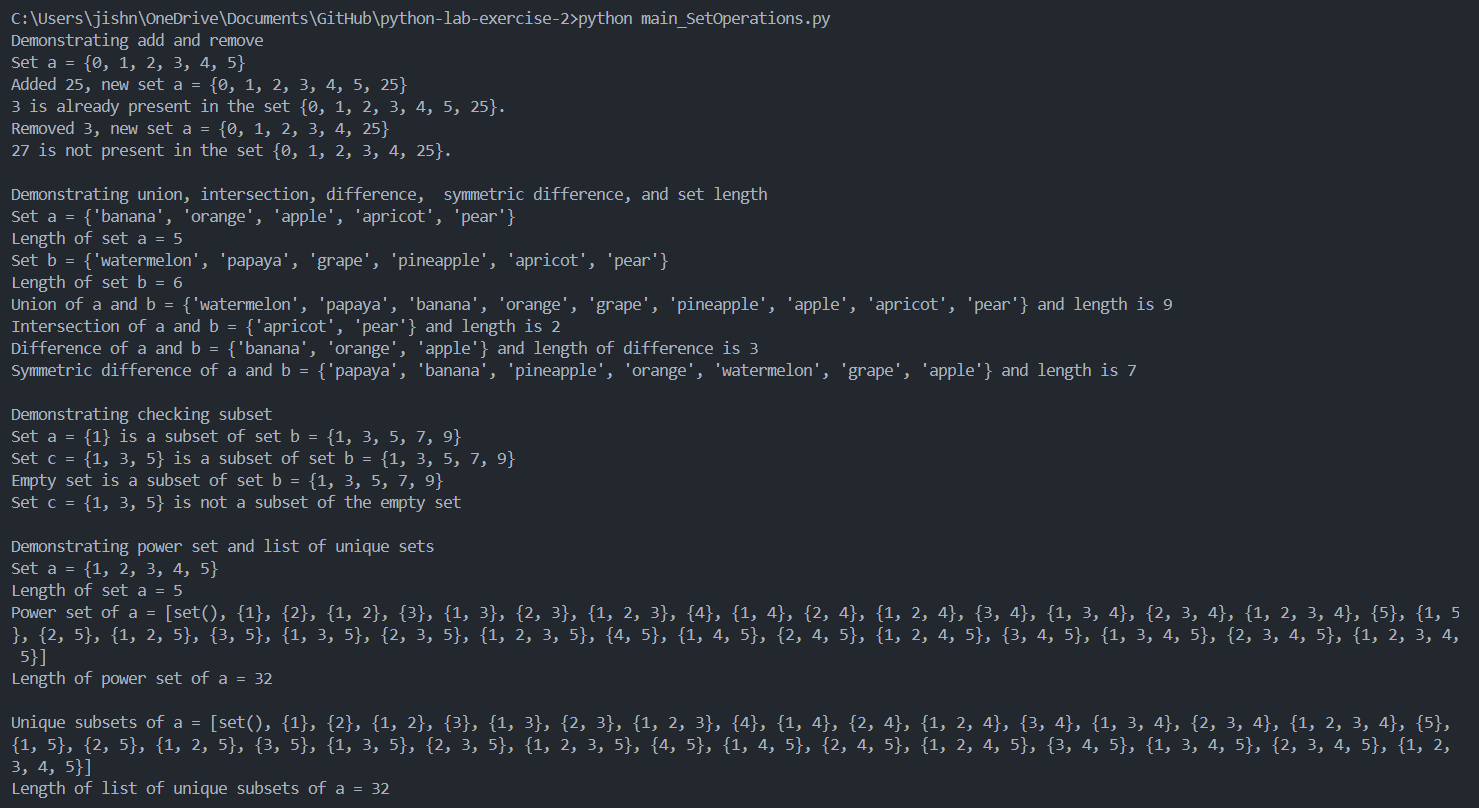 C:\Users\jishn\OneDrive\Documents\GitHub\python-lab-exercise-2>python main_SetOperations.py
Demonstrating add and remove
Set a = {0, 1, 2, 3, 4, 5}
Added 25, new set a = {0, 1, 2, 3, 4, 5, 25}
3 is already present in the set {0, 1, 2, 3, 4, 5, 25}.
Removed 3, new set a = {0, 1, 2, 3, 4, 25}
27 is not present in the set {0, 1, 2, 3, 4, 25}.

Demonstrating union, intersection, difference,  symmetric difference, and set length
Set a = {'banana', 'orange', 'apple', 'apricot', 'pear'}
Length of set a = 5
Set b = {'watermelon', 'papaya', 'grape', 'pineapple', 'apricot', 'pear'}
Length of set b = 6
Union of a and b = {'watermelon', 'papaya', 'banana', 'orange', 'grape', 'pineapple', 'apple', 'apricot', 'pear'} and length is 9
Intersection of a and b = {'apricot', 'pear'} and length is 2
Difference of a and b = {'banana', 'orange', 'apple'} and length of difference is 3
Symmetric difference of a and b = {'papaya', 'banana', 'pineapple', 'orange', 'watermelon', 'grape', 'apple'} and length is 7

Demonstrating checking subset
Set a = {1} is a subset of set b = {1, 3, 5, 7, 9}
Set c = {1, 3, 5} is a subset of set b = {1, 3, 5, 7, 9}
Empty set is a subset of set b = {1, 3, 5, 7, 9}
Set c = {1, 3, 5} is not a subset of the empty set

Demonstrating power set and list of unique sets
Set a = {1, 2, 3, 4, 5}
Length of set a = 5
Power set of a = [set(), {1}, {2}, {1, 2}, {3}, {1, 3}, {2, 3}, {1, 2, 3}, {4}, {1, 4}, {2, 4}, {1, 2, 4}, {3, 4}, {1, 3, 4}, {2, 3, 4}, {1, 2, 3, 4}, {5}, {1, 5
}, {2, 5}, {1, 2, 5}, {3, 5}, {1, 3, 5}, {2, 3, 5}, {1, 2, 3, 5}, {4, 5}, {1, 4, 5}, {2, 4, 5}, {1, 2, 4, 5}, {3, 4, 5}, {1, 3, 4, 5}, {2, 3, 4, 5}, {1, 2, 3, 4,
 5}]
Length of power set of a = 32

Unique subsets of a = [set(), {1}, {2}, {1, 2}, {3}, {1, 3}, {2, 3}, {1, 2, 3}, {4}, {1, 4}, {2, 4}, {1, 2, 4}, {3, 4}, {1, 3, 4}, {2, 3, 4}, {1, 2, 3, 4}, {5},
{1, 5}, {2, 5}, {1, 2, 5}, {3, 5}, {1, 3, 5}, {2, 3, 5}, {1, 2, 3, 5}, {4, 5}, {1, 4, 5}, {2, 4, 5}, {1, 2, 4, 5}, {3, 4, 5}, {1, 3, 4, 5}, {2, 3, 4, 5}, {1, 2,
3, 4, 5}]
Length of list of unique subsets of a = 32